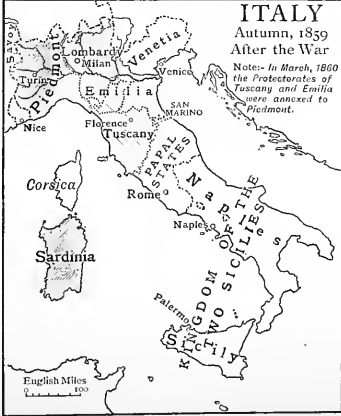 ITALY
Autumn, 1859
After the War
Note:- In March, 1860
the Protectorates of
Tuscany and Emilia
were annexed to
Piedmont.
Savoy
Lombardy
Milan
Venetia
Venice
Turin
Piedmont
Emilia
Nice
Florence
Tuscany
SAN
MARINO
PAPAL
STATES
Corsica
Rome
Naples
Naples
KINGDOM OF THE
TWO SICILIES
Sardinia
Palermo
Sicily
English Miles
0 100